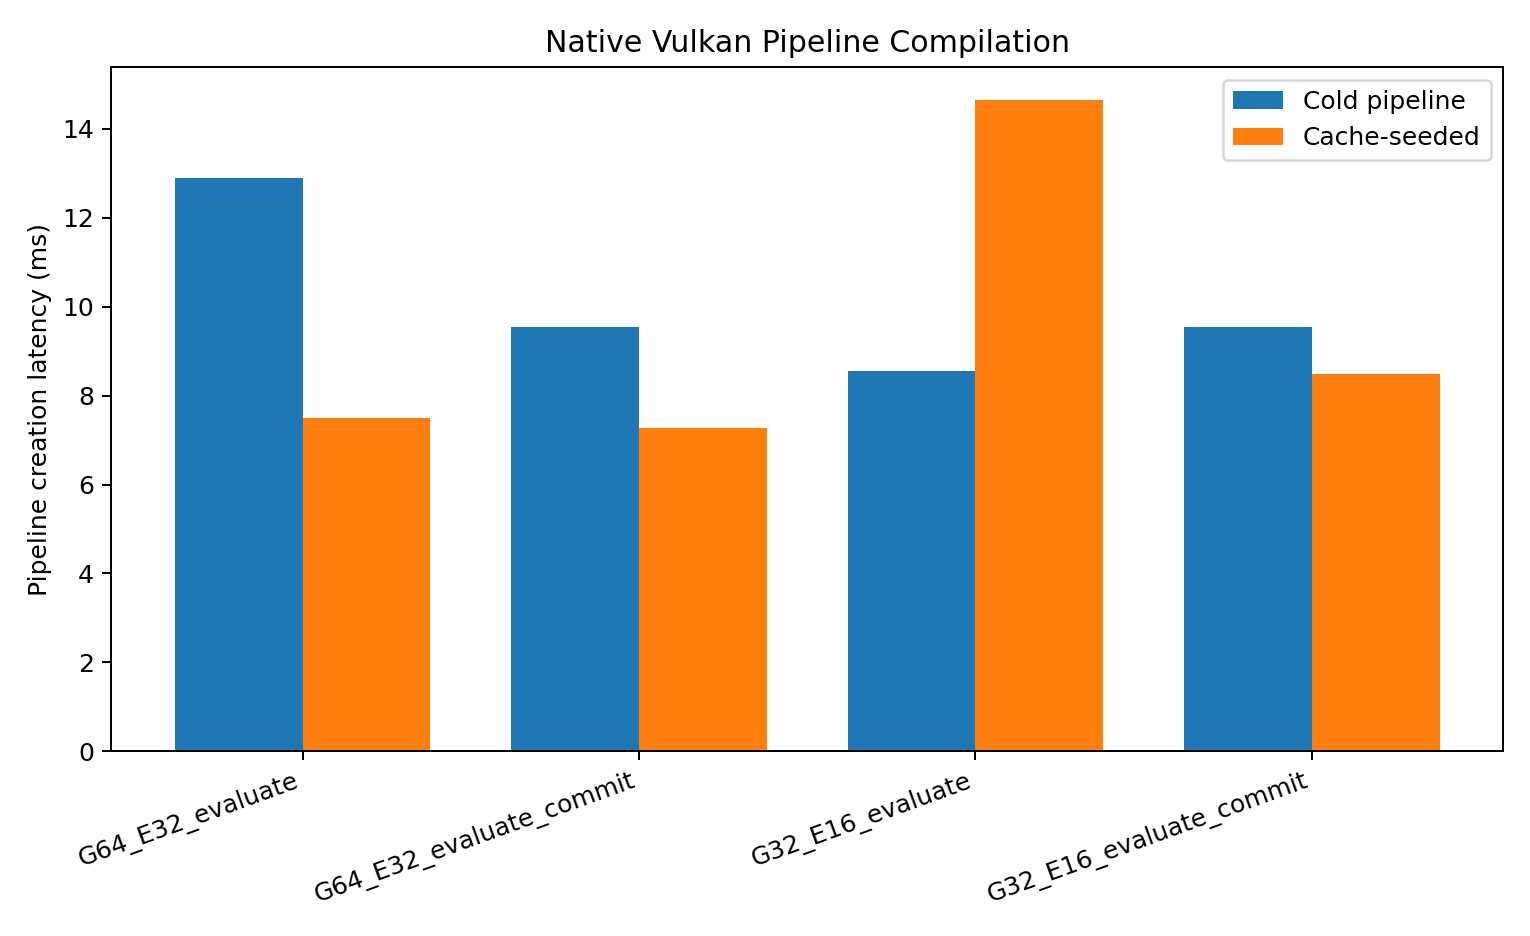 Native Vulkan Pipeline Compilation
Cold pipeline
Cache-seeded
Pipeline creation latency (ms)
14
12
10
8
6
4
2
0
G64_E32_evaluate
G64_E32_evaluate_commit
G32_E16_evaluate
G32_E16_evaluate_commit